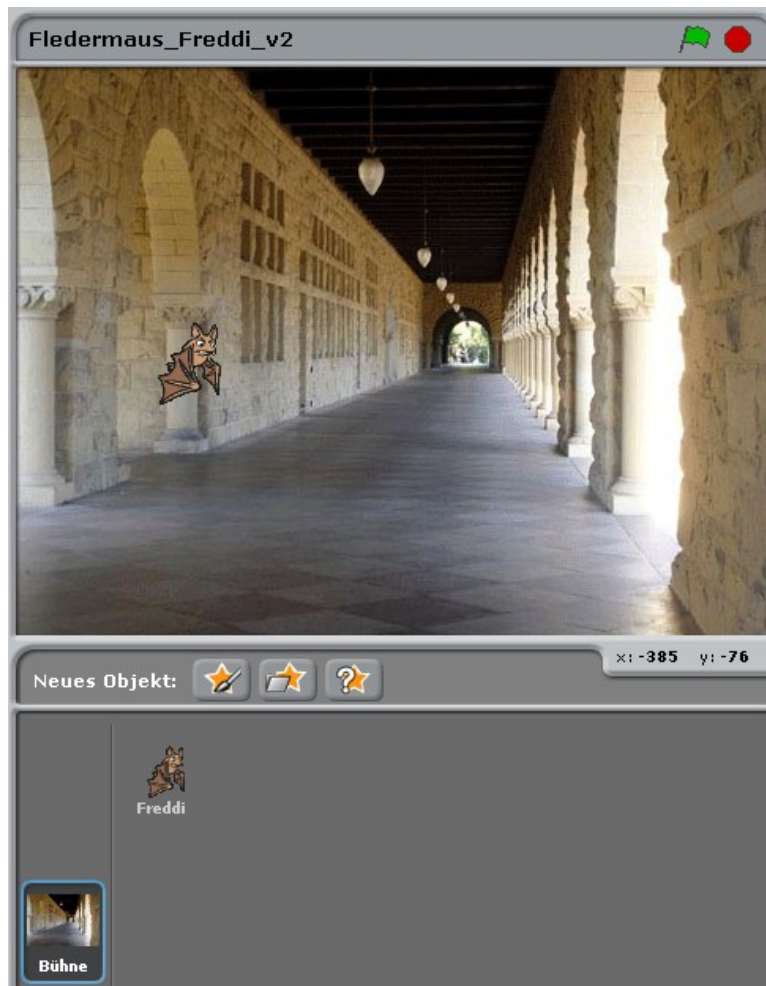 Fledermaus_Freddi_v2
x: -385 y: -76
Neues Objekt:
Freddi
Bühne